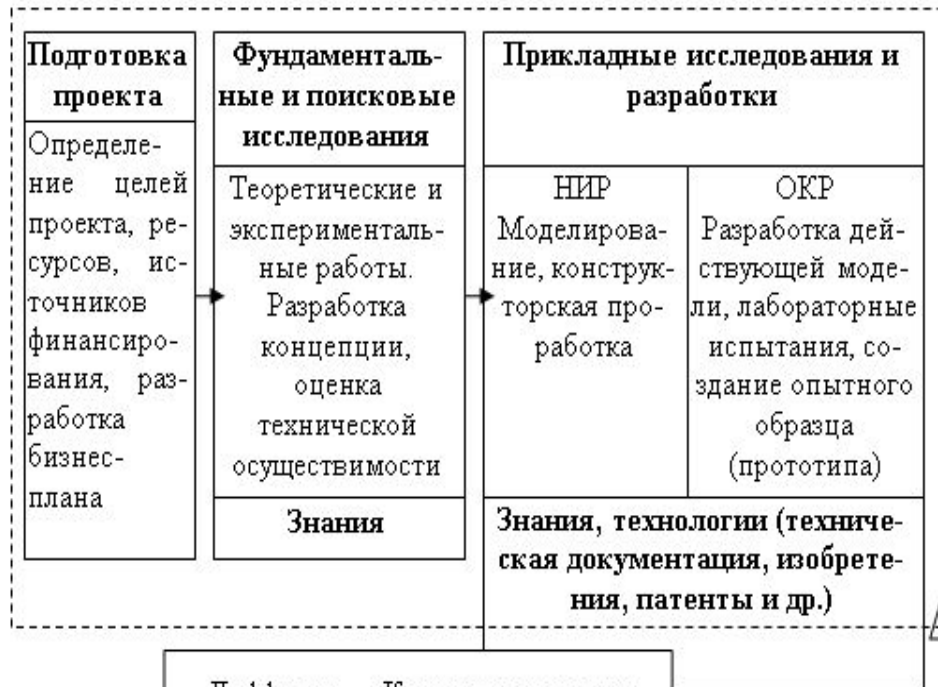 Подготовка
проекта
Определе-
ние целей
проекта, ре-
сурсов, ис-
точников
финансиро-
вания, раз-
работка
бизнес-
плана
Фундаменталь-
ные и поисковые
исследования
Теоретические и
эксперименталь-
ные работы.
Разработка
концепции,
оценка
технической
осуществимости
Знания
Прикладные исследования и
разработки
НИР
Моделирова-
ние, конструк-
торская про-
работка
ОКР
Разработка дей-
ствующей моде-
ли, лабораторные
испытания, со-
здание опытного
образца
(прототипа)
Знания, технологии (техниче-
ская документация, изобрете-
ния, патенты и др.)